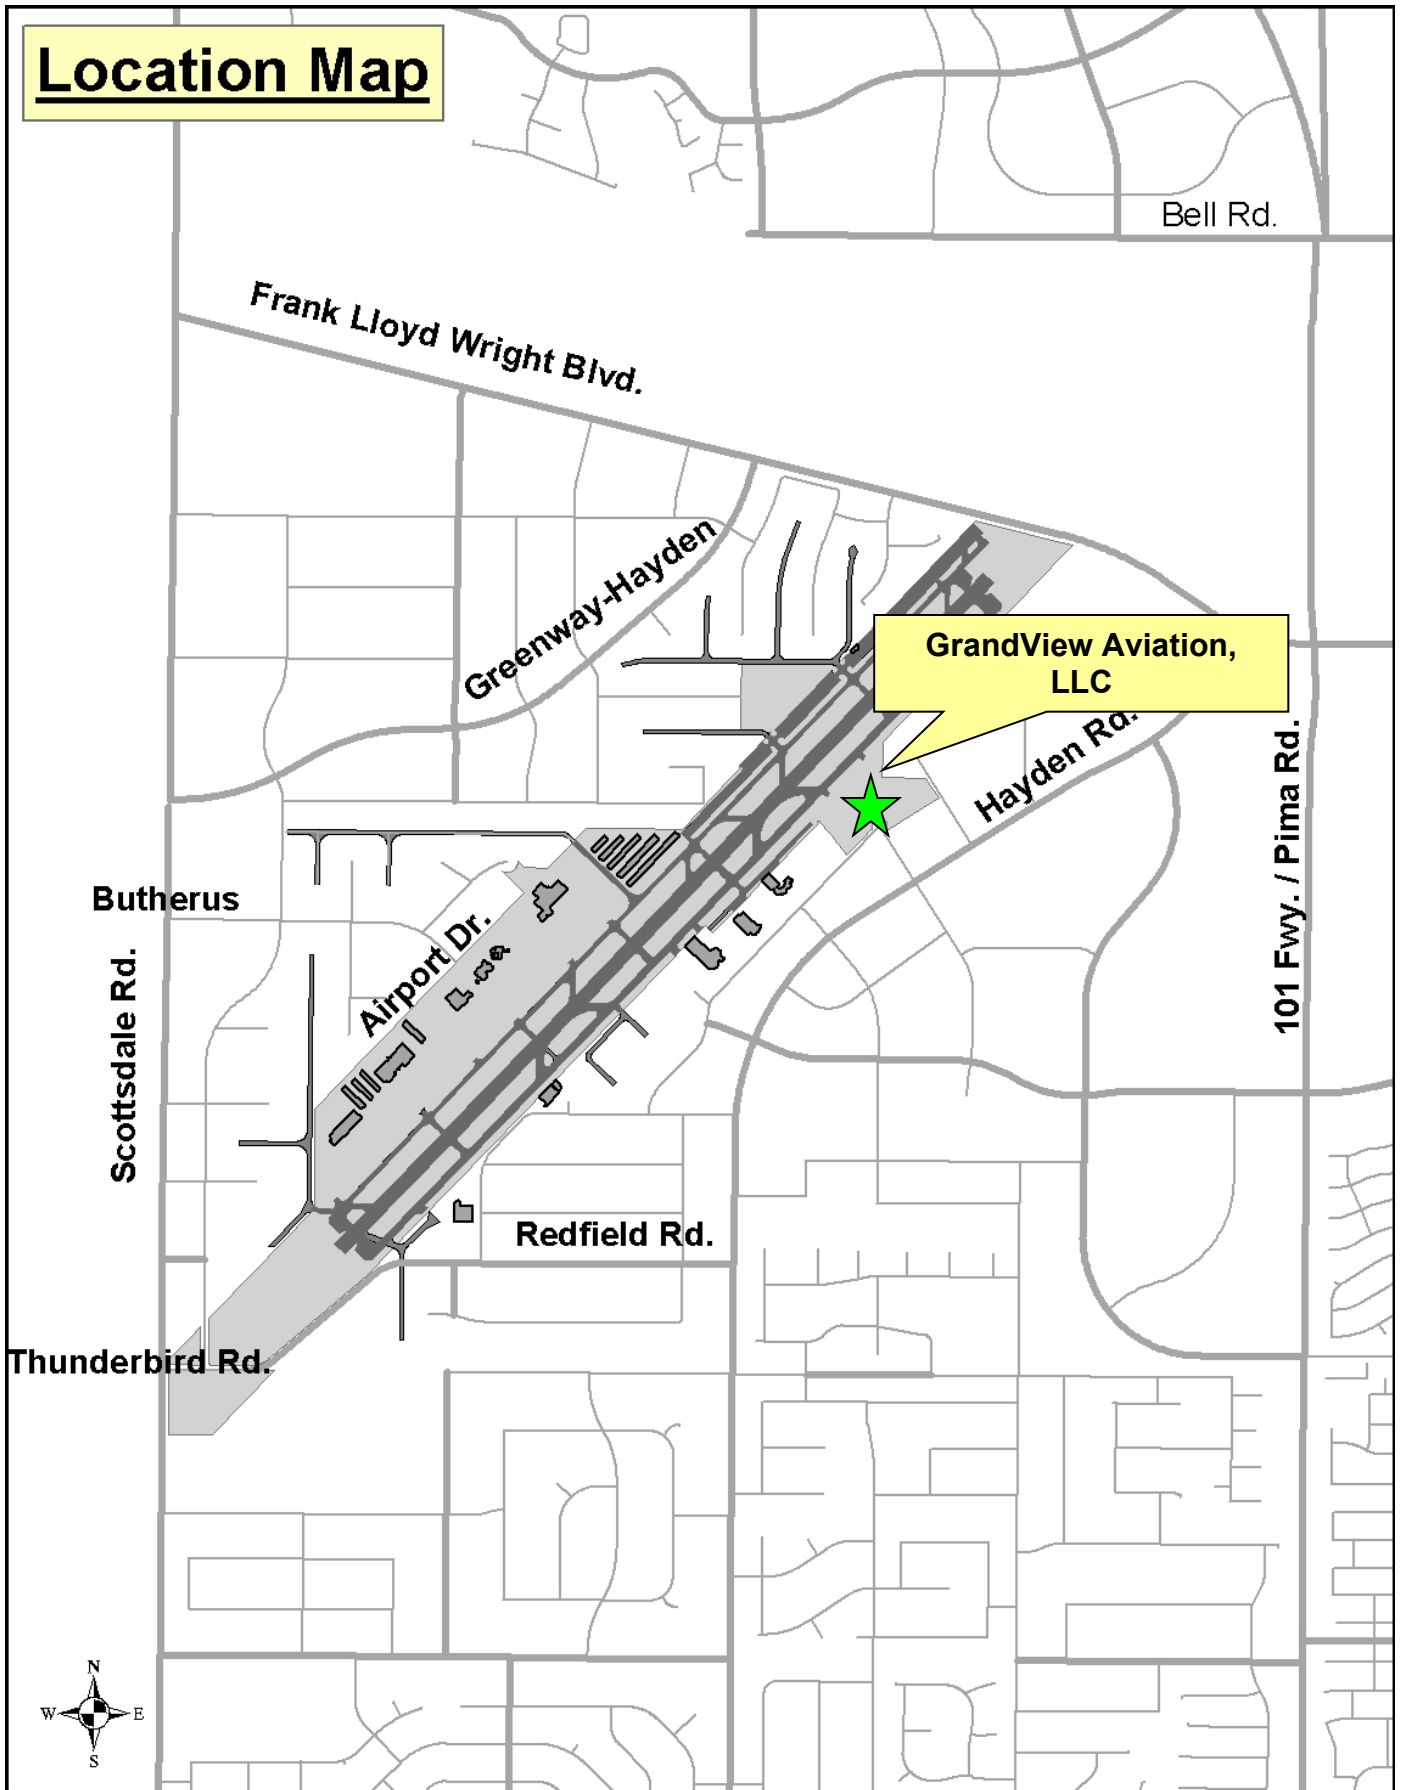 Location Map
Bell Rd.
Frank Lloyd Wright Blvd.
Greenway-Hayden
GrandView Aviation,
LLC
Hayden Rd.
101 Fwy. / Pima Rd.
Butherus
Airport Dr.
Scottsdale Rd.
Redfield Rd.
Thunderbird Rd.
N
W
E
S